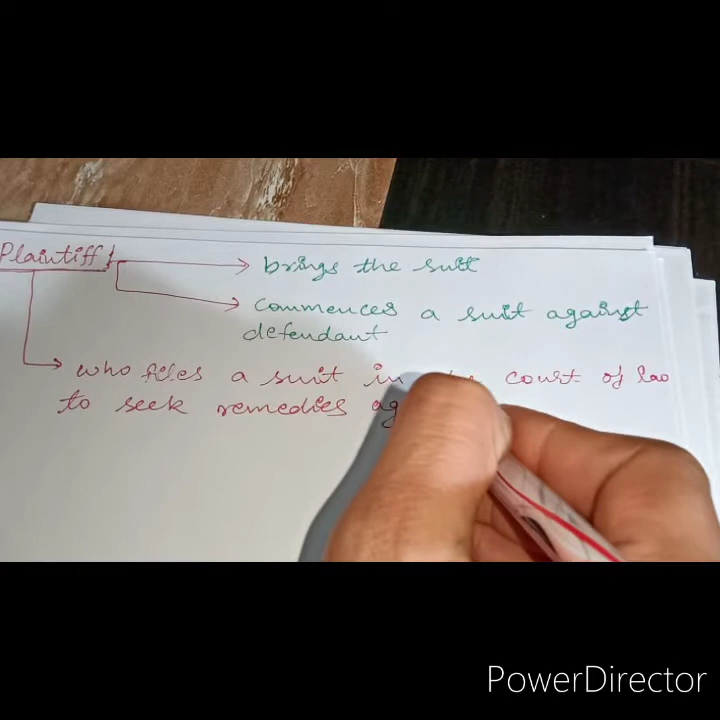 Plaintiff
brings the suit
commences a suit against
defendant
who files a suit in court of law
to seek remedies
PowerDirector